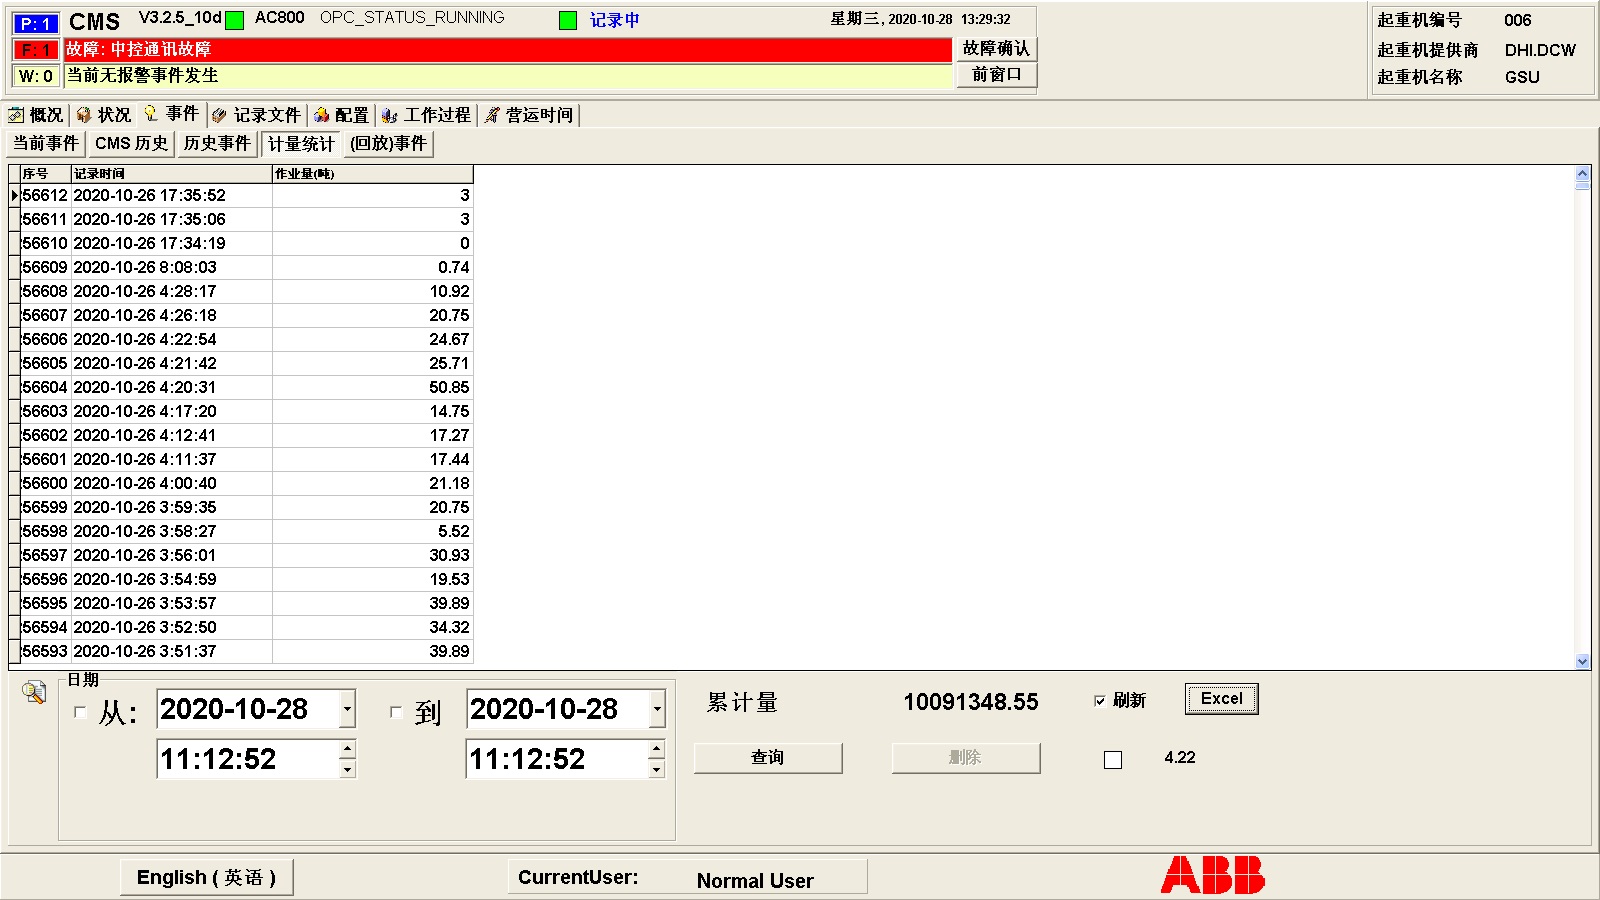 P: 1 CMS V3.2.5_10d AC800 OPC_STATUS_RUNNING 记录中 星期三, 2020-10-28 13:29:32
F: 1 故障: 中控通讯故障 故障确认
W: 0 当前无报警事件发生 前窗口
起重机编号 006
起重机提供商 DHI.DCW
起重机名称 GSU
概况 状况 事件 记录文件 配置 工作过程 营运时间
当前事件 CMS 历史 历史事件 计量统计 (回放)事件
序号 记录时间 作业量(吨)
56612 2020-10-26 17:35:52 3
56611 2020-10-26 17:35:06 3
56610 2020-10-26 17:34:19 0
56609 2020-10-26 8:08:03 0.74
56608 2020-10-26 4:28:17 10.92
56607 2020-10-26 4:26:18 20.75
56606 2020-10-26 4:22:54 24.67
56605 2020-10-26 4:21:42 25.71
56604 2020-10-26 4:20:31 50.85
56603 2020-10-26 4:17:20 14.75
56602 2020-10-26 4:12:41 17.27
56601 2020-10-26 4:11:37 17.44
56600 2020-10-26 4:00:40 21.18
56599 2020-10-26 3:59:35 20.75
56598 2020-10-26 3:58:27 5.52
56597 2020-10-26 3:56:01 30.93
56596 2020-10-26 3:54:59 19.53
56595 2020-10-26 3:53:57 39.89
56594 2020-10-26 3:52:50 34.32
56593 2020-10-26 3:51:37 39.89
日期
从: 2020-10-28 到 2020-10-28 累计量 10091348.55 刷新 Excel
11:12:52 11:12:52 查询 删除 4.22
English ( 英语 ) CurrentUser: Normal User ABB